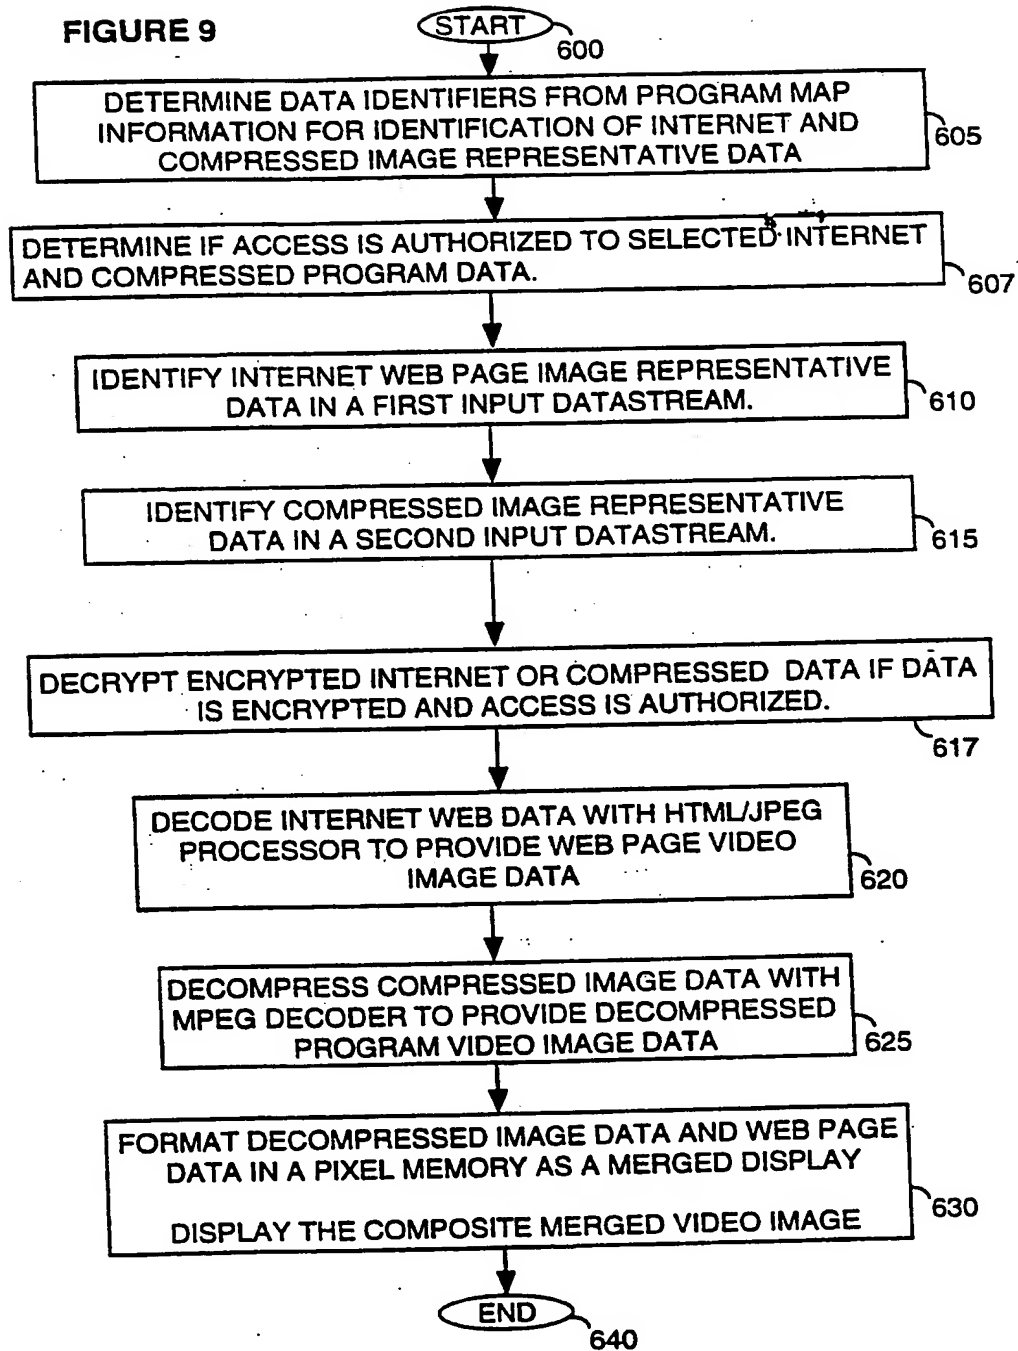 FIGURE 9
START
600
DETERMINE DATA IDENTIFIERS FROM PROGRAM MAP
INFORMATION FOR IDENTIFICATION OF INTERNET AND
COMPRESSED IMAGE REPRESENTATIVE DATA
605
DETERMINE IF ACCESS IS AUTHORIZED TO SELECTED INTERNET
AND COMPRESSED PROGRAM DATA.
607
IDENTIFY INTERNET WEB PAGE IMAGE REPRESENTATIVE
DATA IN A FIRST INPUT DATASTREAM.
610
IDENTIFY COMPRESSED IMAGE REPRESENTATIVE
DATA IN A SECOND INPUT DATASTREAM.
615
DECRYPT ENCRYPTED INTERNET OR COMPRESSED DATA IF DATA
IS ENCRYPTED AND ACCESS IS AUTHORIZED.
617
DECODE INTERNET WEB DATA WITH HTML/JPEG
PROCESSOR TO PROVIDE WEB PAGE VIDEO
IMAGE DATA
620
DECOMPRESS COMPRESSED IMAGE DATA WITH
MPEG DECODER TO PROVIDE DECOMPRESSED
PROGRAM VIDEO IMAGE DATA
625
FORMAT DECOMPRESSED IMAGE DATA AND WEB PAGE
DATA IN A PIXEL MEMORY AS A MERGED DISPLAY
DISPLAY THE COMPOSITE MERGED VIDEO IMAGE
630
END
640